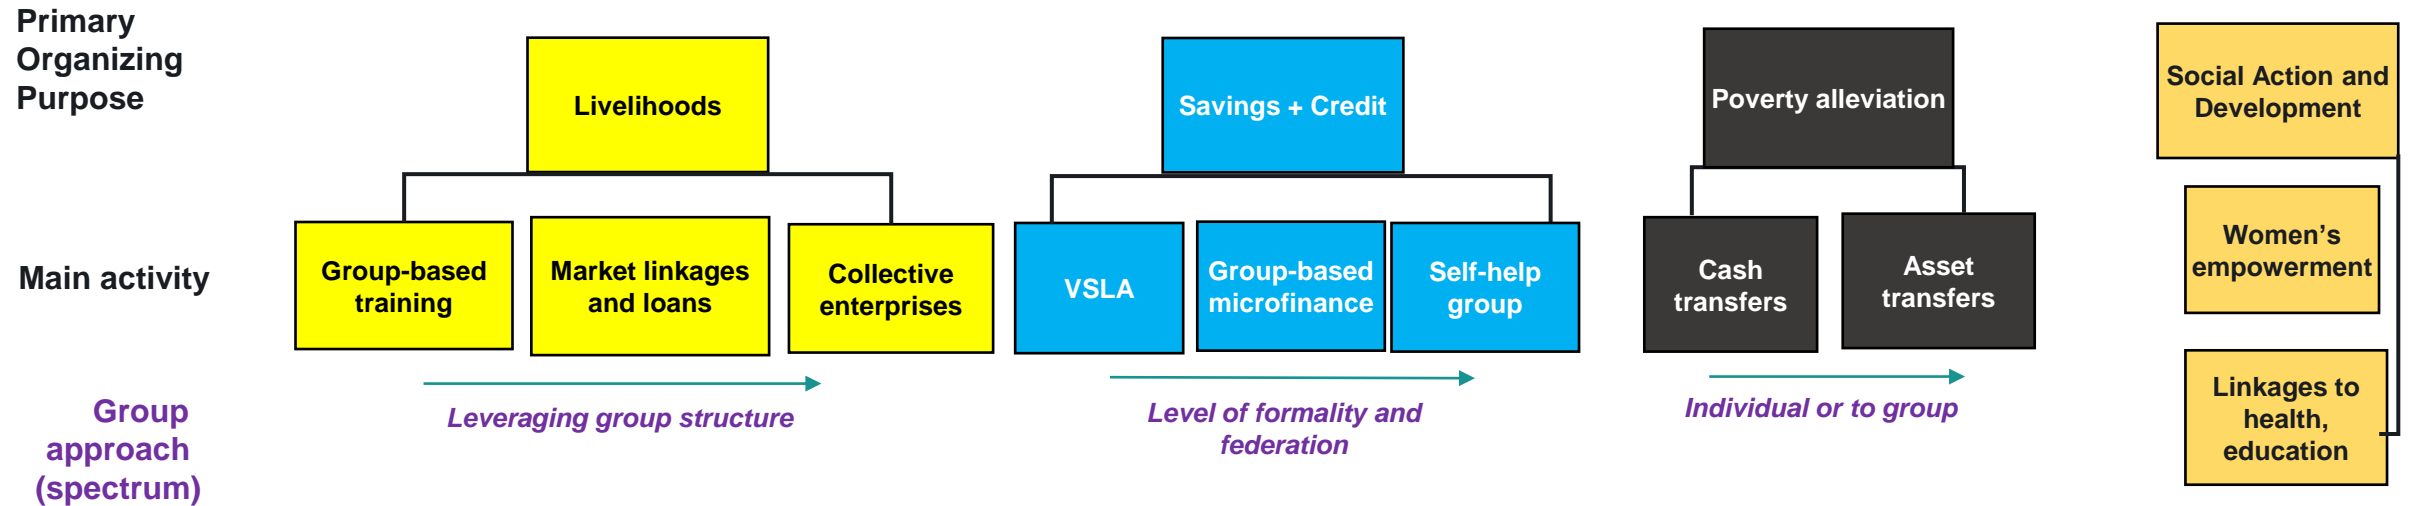 Primary
Organizing
Purpose
Livelihoods
Savings + Credit
Poverty alleviation
Social Action and
Development
Main activity
Group-based
training
Market linkages
and loans
Collective
enterprises
VSLA
Group-based
microfinance
Self-help
group
Cash
transfers
Asset
transfers
Women's
empowerment
Linkages to
health,
education
Group
approach
(spectrum)
Leveraging group structure
Level of formality and
federation
Individual or to group